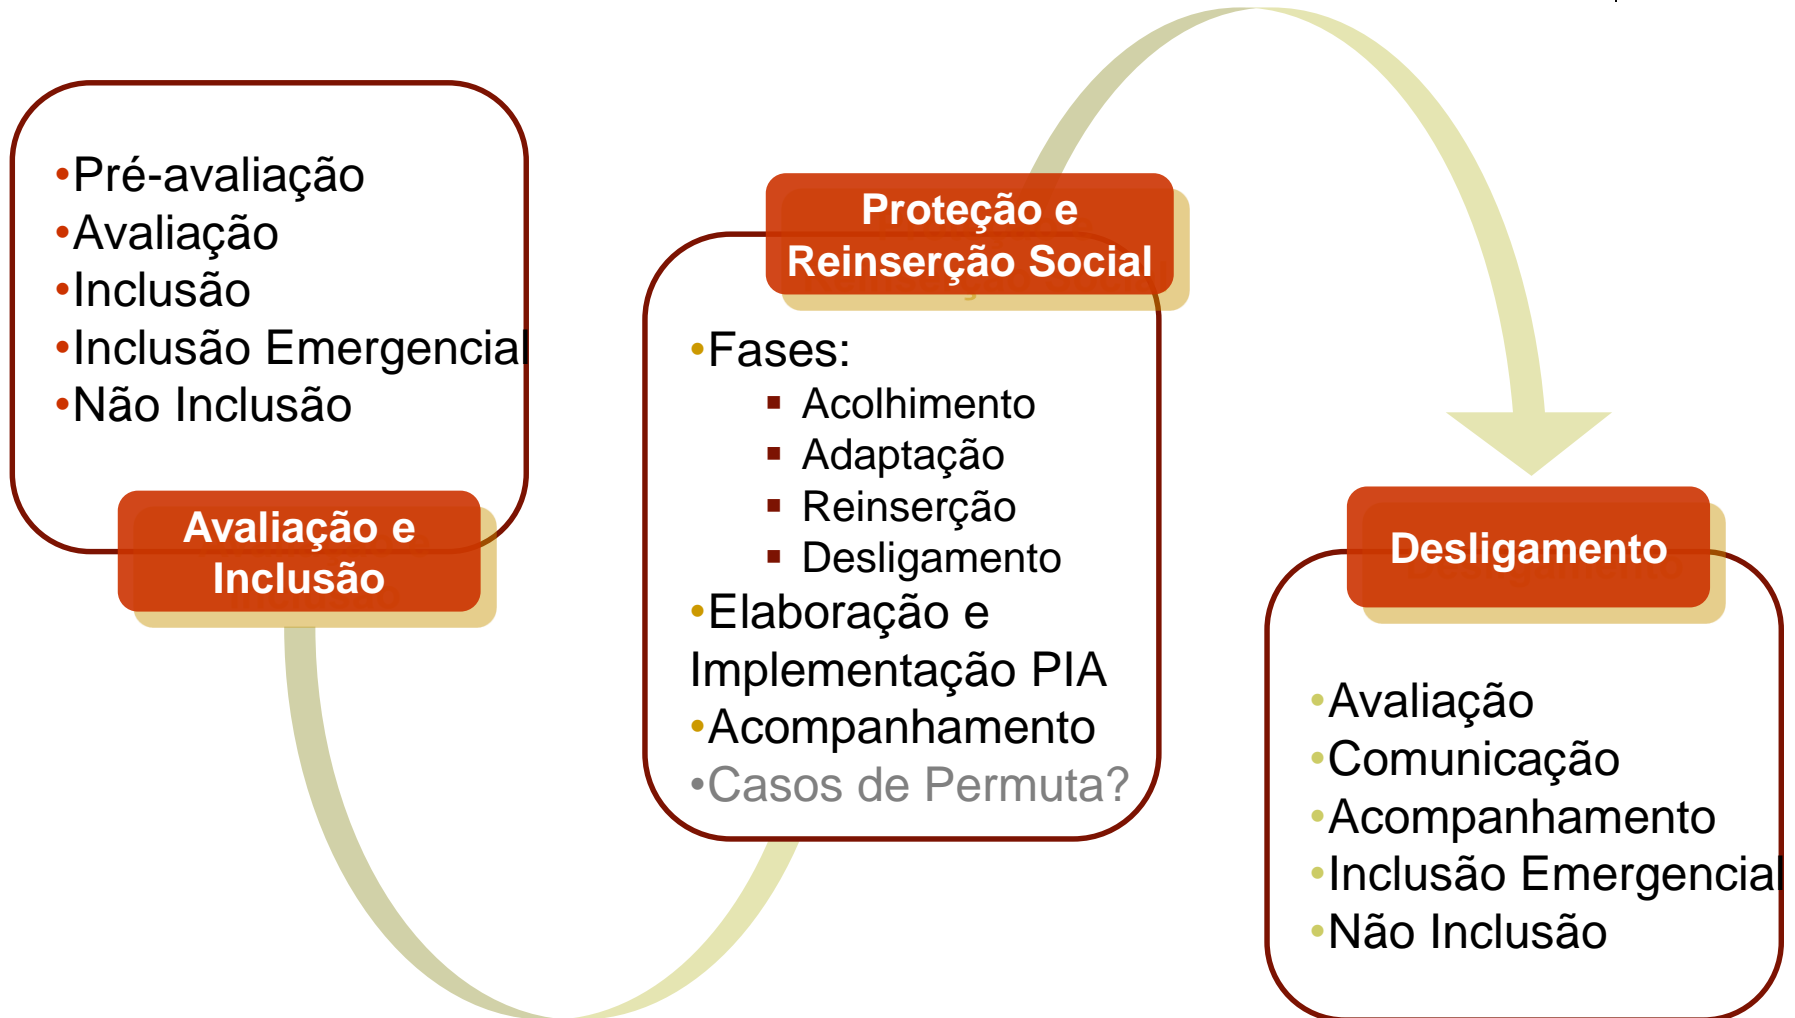 •Pré-avaliação
•Avaliação
•Inclusão
•Inclusão Emergencial
•Não Inclusão
Avaliação e
Inclusão
Proteção e
Reinserção Social
•Fases:
▪ Acolhimento
▪ Adaptação
▪ Reinserção
▪ Desligamento
•Elaboração e
Implementação PIA
•Acompanhamento
•Casos de Permuta?
Desligamento
•Avaliação
•Comunicação
•Acompanhamento
•Inclusão Emergencial
•Não Inclusão